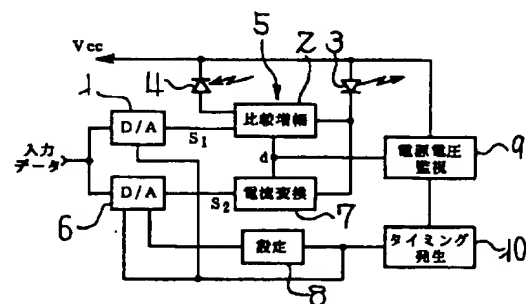 5 2 3
Vcc
4
1
D/A
比較増幅
S1
入力
データ
d
電源電圧
監視
9
D/A
S2
電流変換
6
7
設定
タイミング
発生
10
8